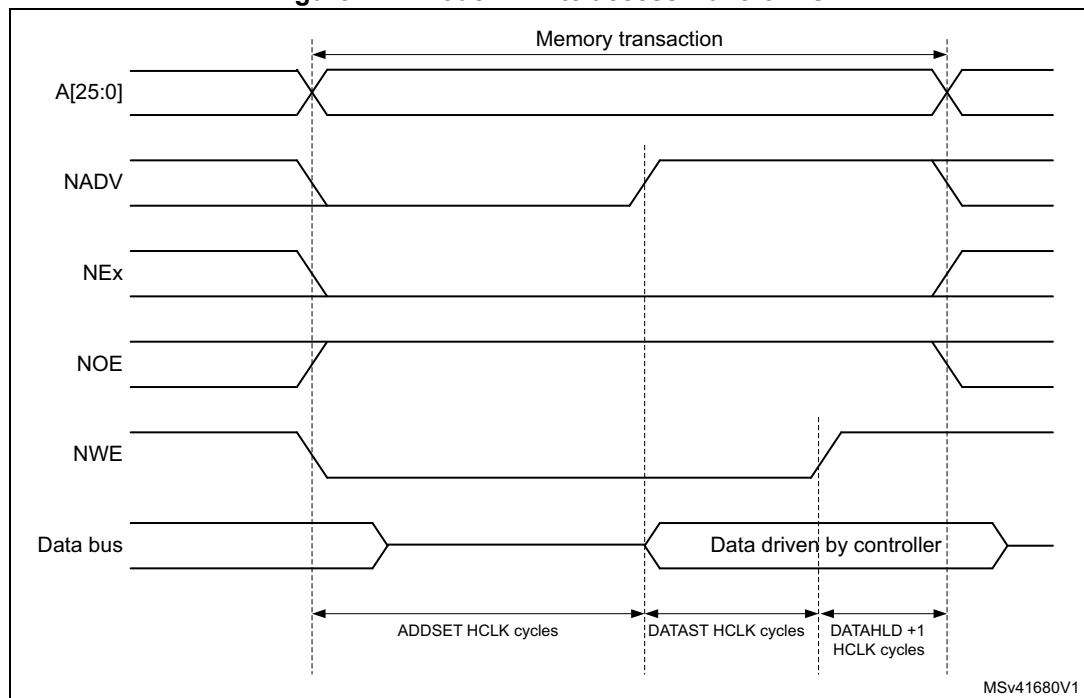 Memory transaction
A[25:0]
NADV
NEx
NOE
NWE
Data bus
Data driven by controller
ADDSET HCLK cycles
DATAST HCLK cycles
DATAHLD +1
HCLK cycles
MSv41680V1